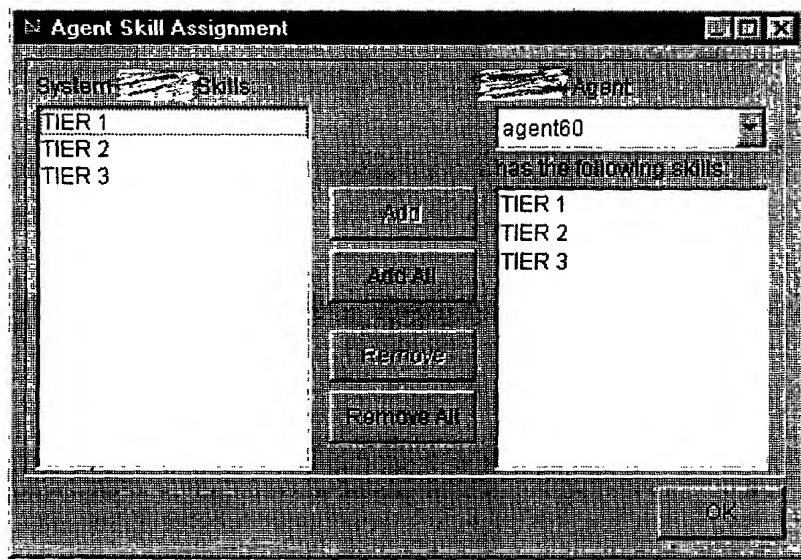 Agent Skill Assignment
System Skills:
TIER 1
TIER 2
TIER 3
Add
Add All
Remove
Remove All
Agent
agent60
has the following skills:
TIER 1
TIER 2
TIER 3
OK